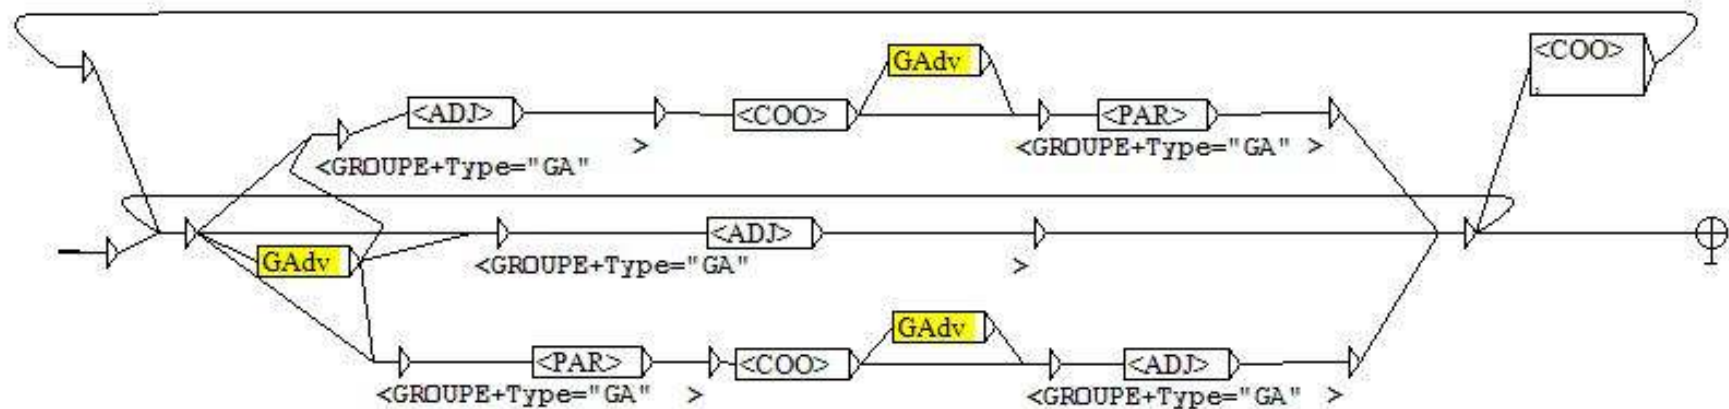 <COO>
,
GAdv
<ADJ> <COO> <PAR>
<GROUPE+Type="GA" > <GROUPE+Type="GA" >
<ADJ>
GAdv
<GROUPE+Type="GA" >
GAdv
<PAR> <COO> <ADJ>
<GROUPE+Type="GA" > <GROUPE+Type="GA" >